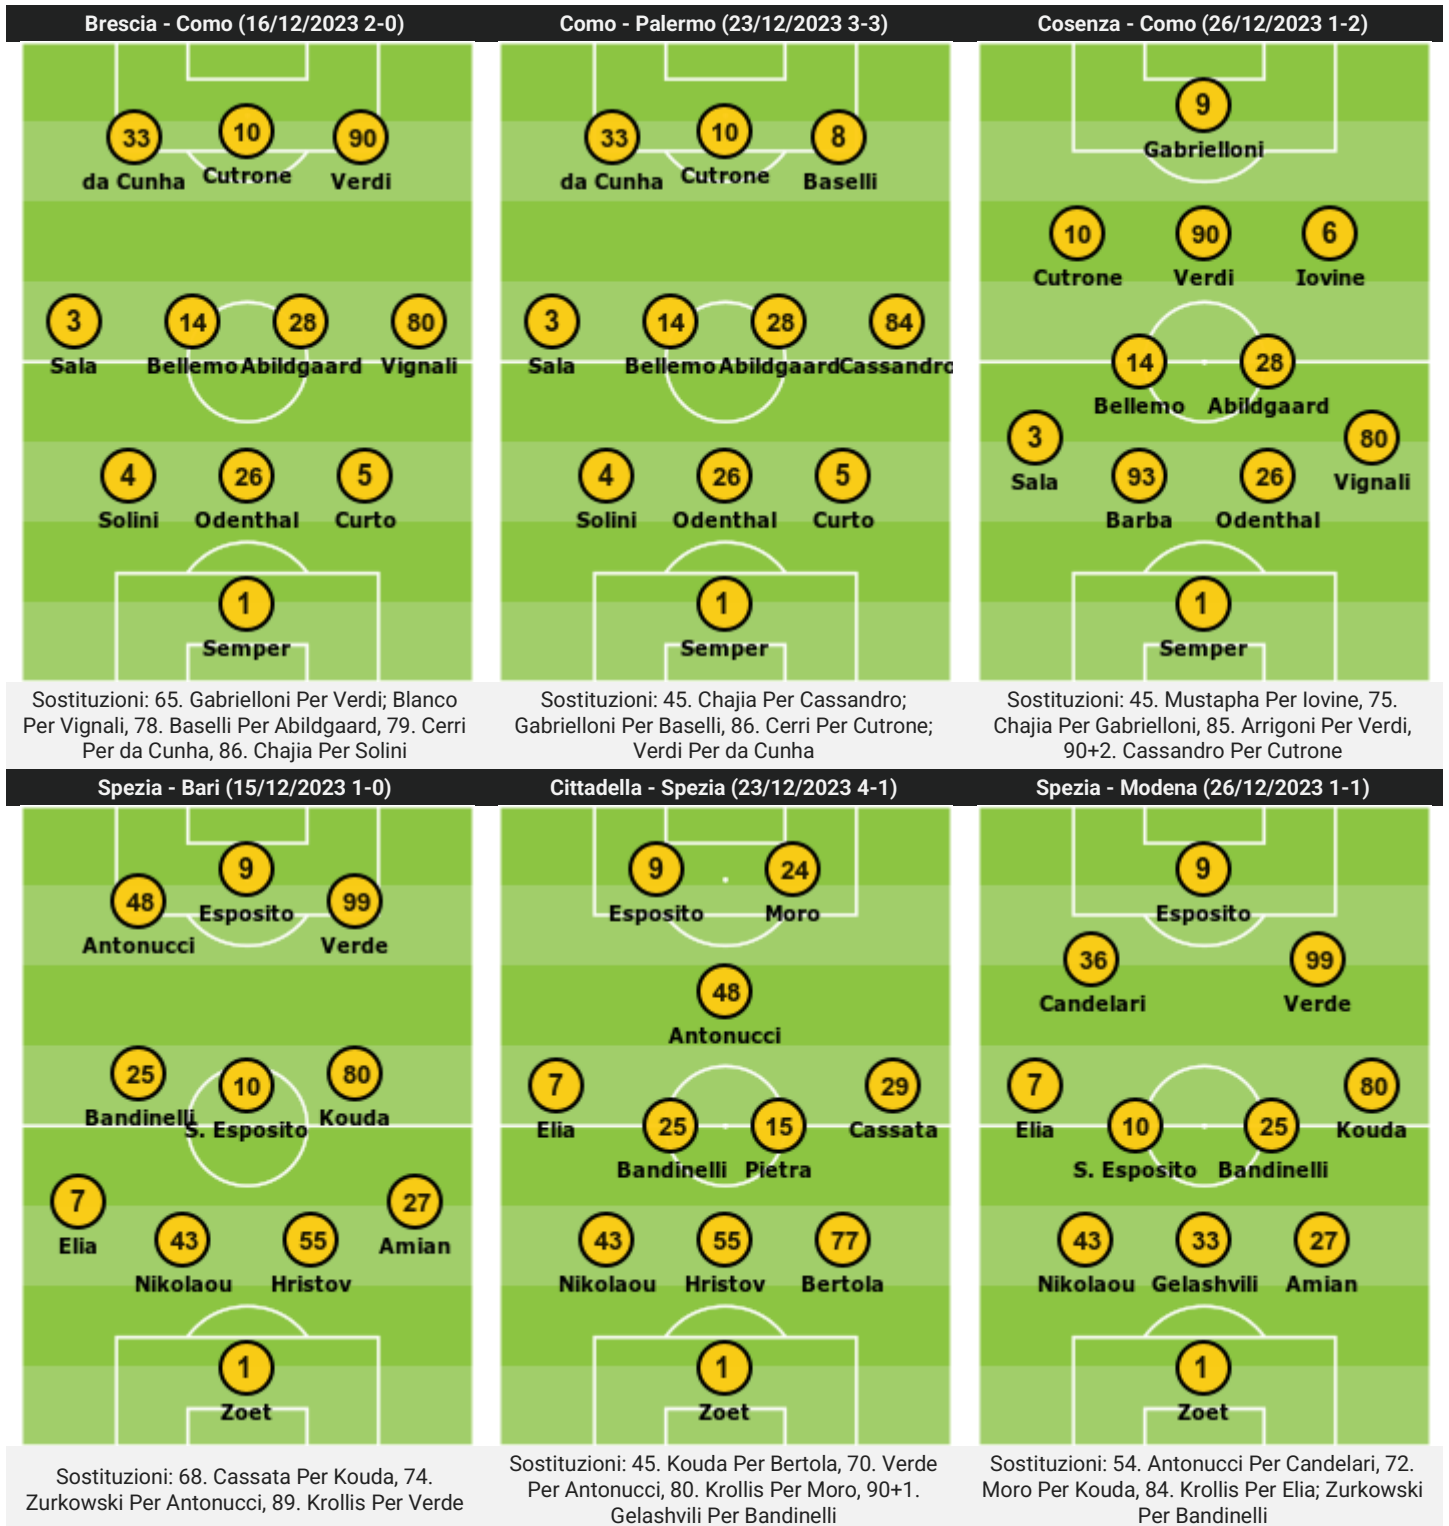 Brescia - Como (16/12/2023 2-0)
33
10
90
da Cunha
Cutrone
Verdi
3
14
28
80
Sala
Bellemo
Abildgaard
Vignali
4
26
5
Solini
Odenthal
Curto
1
Semper
Sostituzioni: 65. Gabrielloni Per Verdi; Blanco
Per Vignali, 78. Baselli Per Abildgaard, 79. Cerri
Per da Cunha, 86. Chajia Per Solini
Como - Palermo (23/12/2023 3-3)
33
10
8
da Cunha
Cutrone
Baselli
3
14
28
84
Sala
Bellemo
Abildgaard
Cassandro
4
26
5
Solini
Odenthal
Curto
1
Semper
Sostituzioni: 45. Chajia Per Cassandro;
Gabrielloni Per Baselli, 86. Cerri Per Cutrone;
Verdi Per da Cunha
Cosenza - Como (26/12/2023 1-2)
9
Gabrielloni
10
90
6
Cutrone
Verdi
Iovine
14
28
Bellemo
Abildgaard
3
80
Sala
Vignali
93
26
Barba
Odenthal
1
Semper
Sostituzioni: 45. Mustapha Per Iovine, 75.
Chajia Per Gabrielloni, 85. Arrigoni Per Verdi,
90+2. Cassandro Per Cutrone
Spezia - Bari (15/12/2023 1-0)
9
Esposito
48
99
Antonucci
Verde
25
10
80
Bandinelli
S. Esposito
Kouda
7
27
Elia
Amian
43
55
Nikolaou
Hristov
1
Zoet
Sostituzioni: 68. Cassata Per Kouda, 74.
Zurkowski Per Antonucci, 89. Krollis Per Verde
Cittadella - Spezia (23/12/2023 4-1)
9
24
Esposito
Moro
48
Antonucci
7
29
Elia
Cassata
25
15
Bandinelli
Pietra
43
55
77
Nikolaou
Hristov
Bertola
1
Zoet
Sostituzioni: 45. Kouda Per Bertola, 70. Verde
Per Antonucci, 80. Krollis Per Moro, 90+1.
Gelashvili Per Bandinelli
Spezia - Modena (26/12/2023 1-1)
9
Esposito
36
99
Candelari
Verde
7
80
Elia
Kouda
10
25
S. Esposito
Bandinelli
43
33
27
Nikolaou
Gelashvili
Amian
1
Zoet
Sostituzioni: 54. Antonucci Per Candelari, 72.
Moro Per Kouda, 84. Krollis Per Elia; Zurkowski
Per Bandinelli